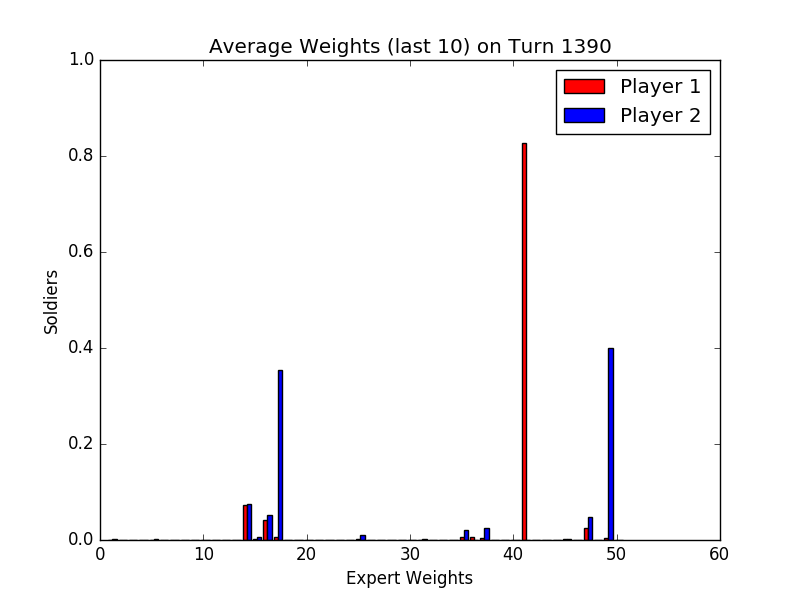 Average Weights (last 10) on Turn 1390
1.0
Player 1
Player 2
0.8
0.6
Soldiers
0.4
0.2
0.0
0 10 20 30 40 50 60
Expert Weights